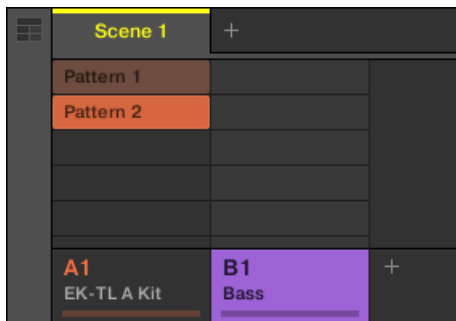 Scene 1
+
Pattern 1
Pattern 2
A1
EK-TL A Kit
B1
Bass
+